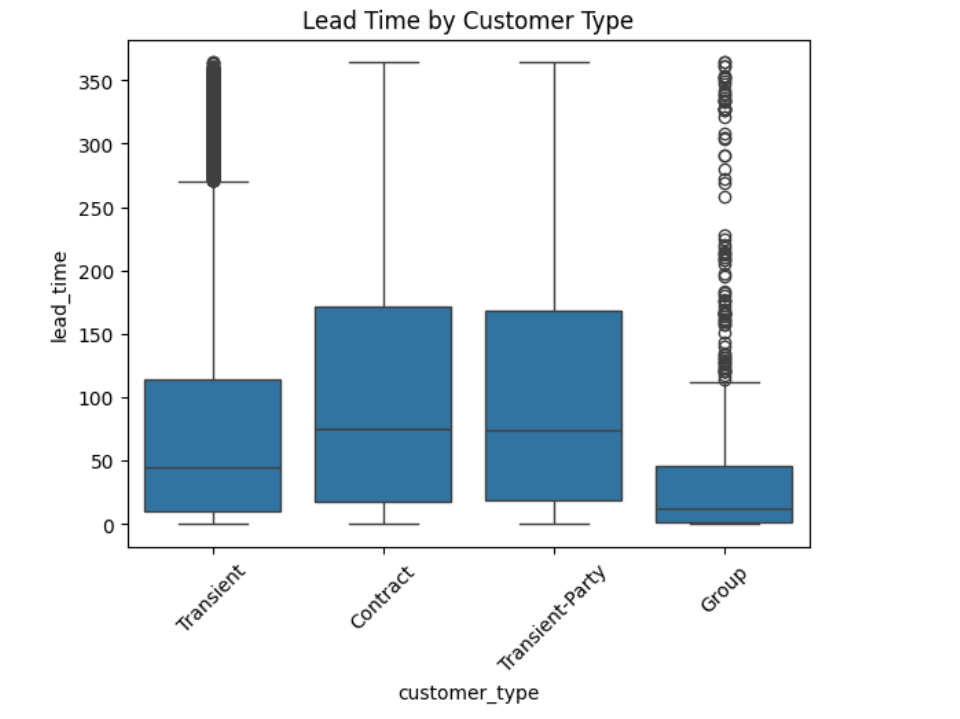 Lead Time by Customer Type
lead_time
350
300
250
200
150
100
50
0
Transient
Contract
Transient-Party
Group
customer_type